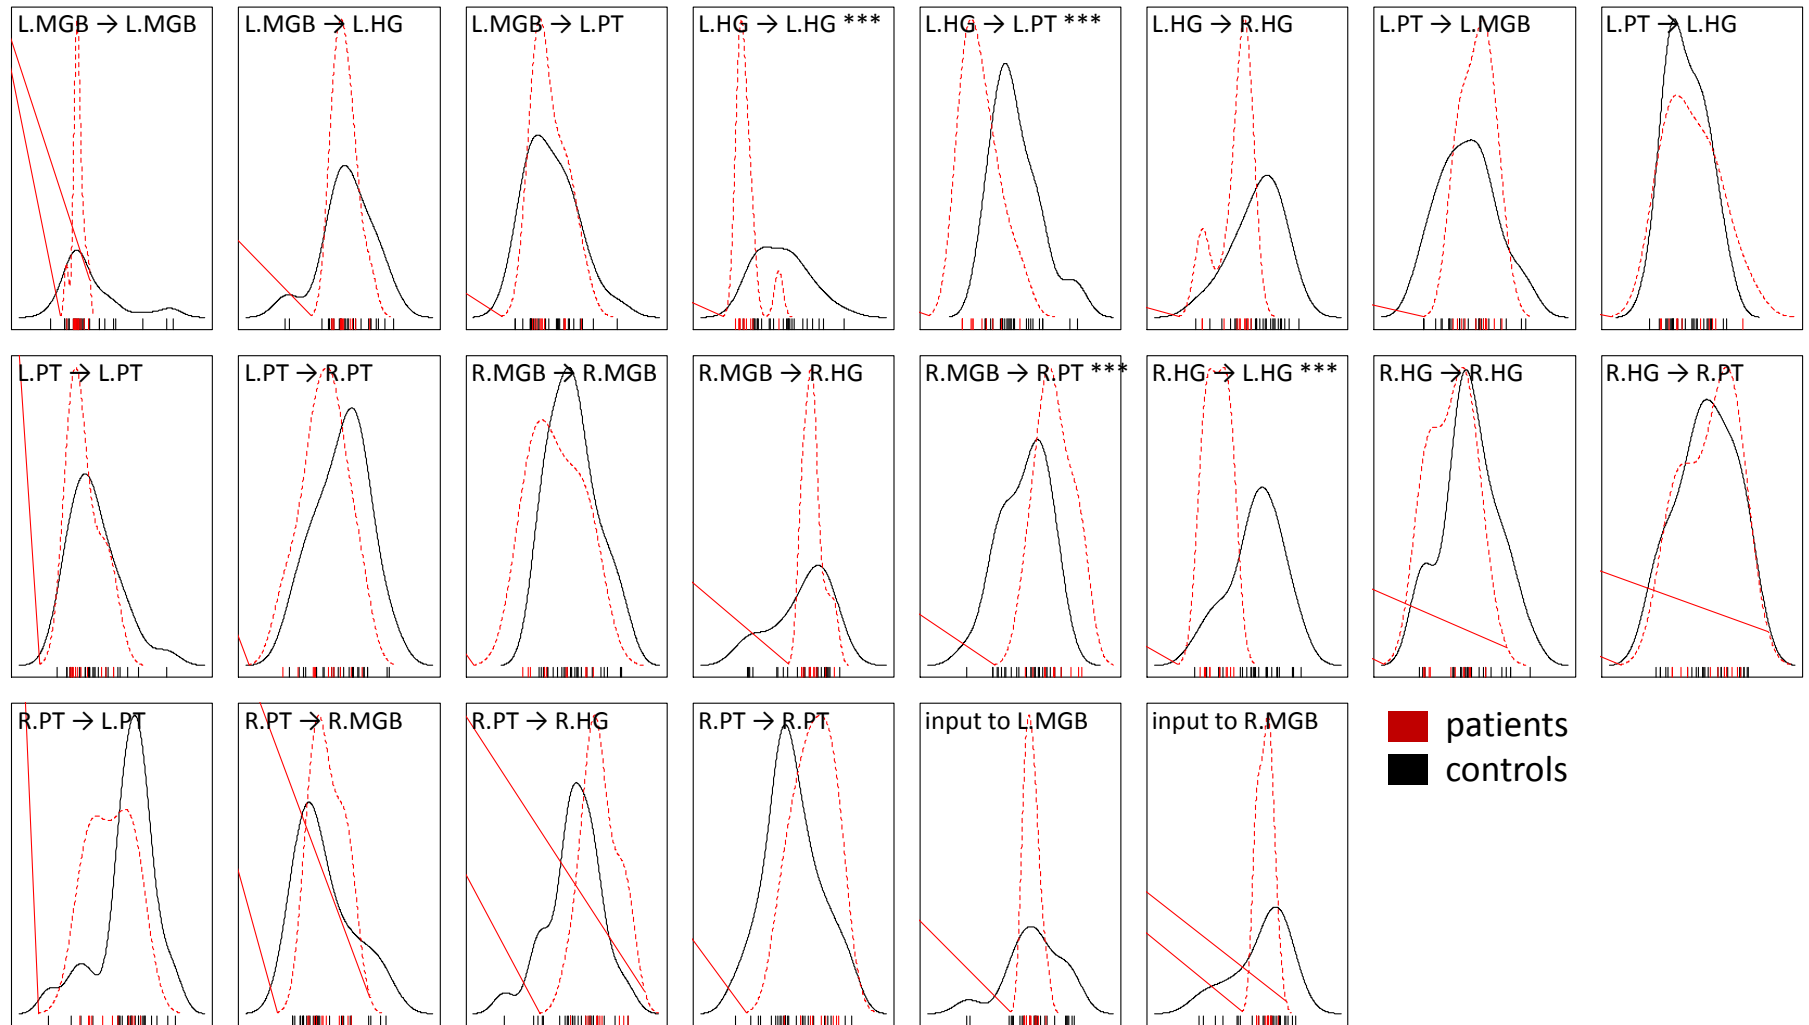 L.MGB → L.MGB
L.MGB → L.HG
L.MGB → L.PT
L.HG → L.HG ***
L.HG → L.PT ***
L.HG → R.HG
L.PT → L.MGB
L.PT → L.HG
L.PT → L.PT
L.PT → R.PT
R.MGB → R.MGB
R.MGB → R.HG
R.MGB → R.PT ***
R.HG → L.HG ***
R.HG → R.HG
R.HG → R.PT
R.PT → L.PT
R.PT → R.MGB
R.PT → R.HG
R.PT → R.PT
input to L.MGB
input to R.MGB
patients
controls